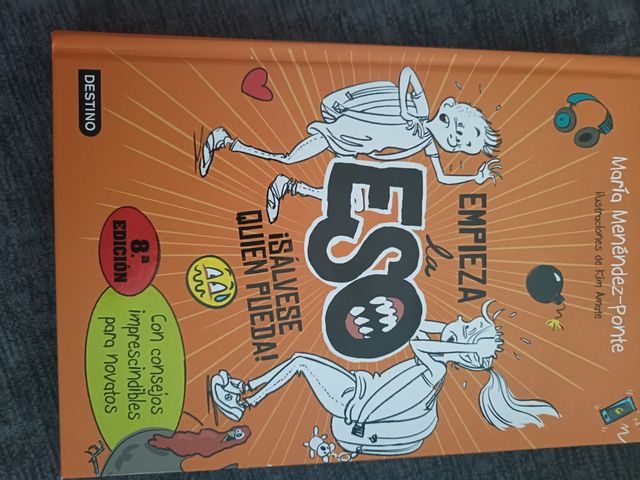 María Menéndez-Ponte
ilustraciones de Kim Amate
EMPIEZA
la
ESO
¡SÁLVESE
QUIEN PUEDA!
8.ª
EDICIÓN
Con consejos
imprescindibles
para novatos
DESTINO